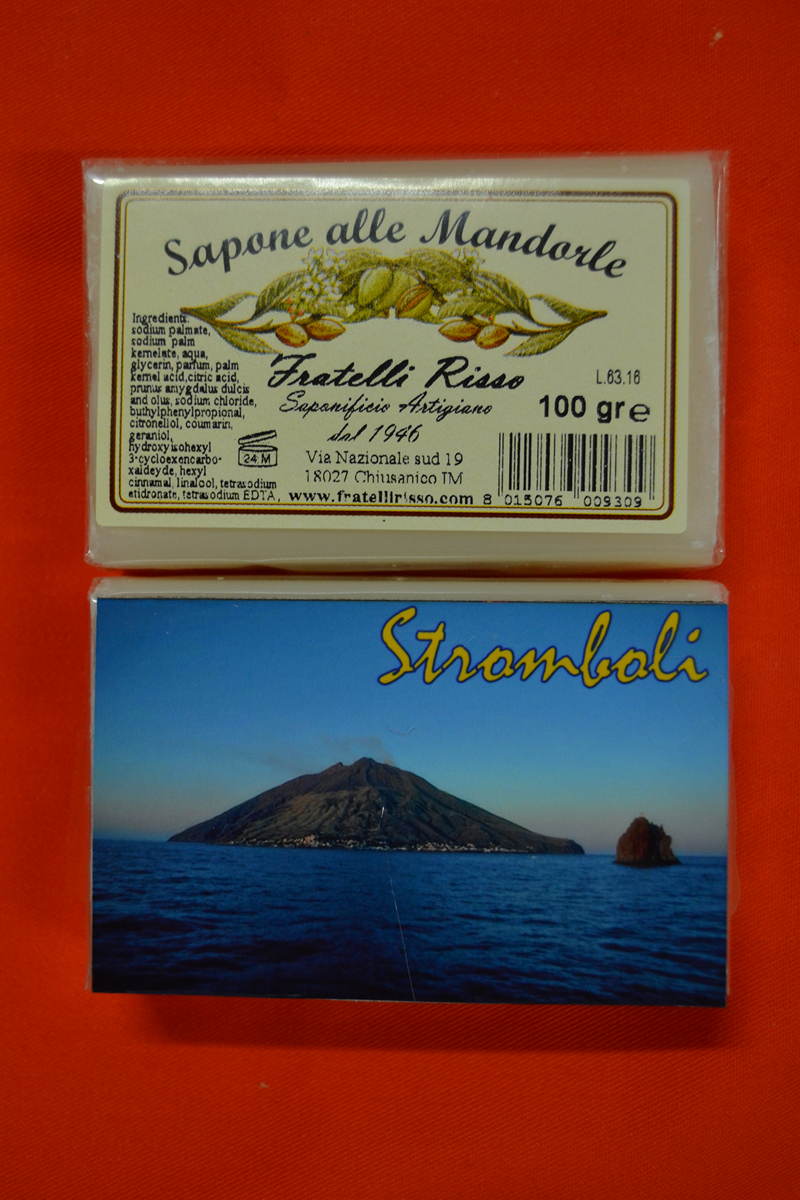 Sapone alle Mandorle
Ingredients:
sodium palmate,
sodium palm
kernelate, aqua,
glycerin, parfum, palm
kernel acid, citric acid,
prunus amygdalus dulcis
and olus, sodium chloride,
buthylphenylpropional,
citronellol, coumarin,
geraniol,
hydroxyisohexyl
3-cycloexencarbo-
xaldeyde, hexyl
cinnamal, linalool, tetrasodium
etidronate, tetrasodium EDTA,
24 M
Fratelli Risso
Saponificio Artigiano
dal 1946
Via Nazionale sud 19
18027 Chiusanico IM
www.fratellirisso.com
L.63.16
100 gr e
8 015076 009309
Stromboli